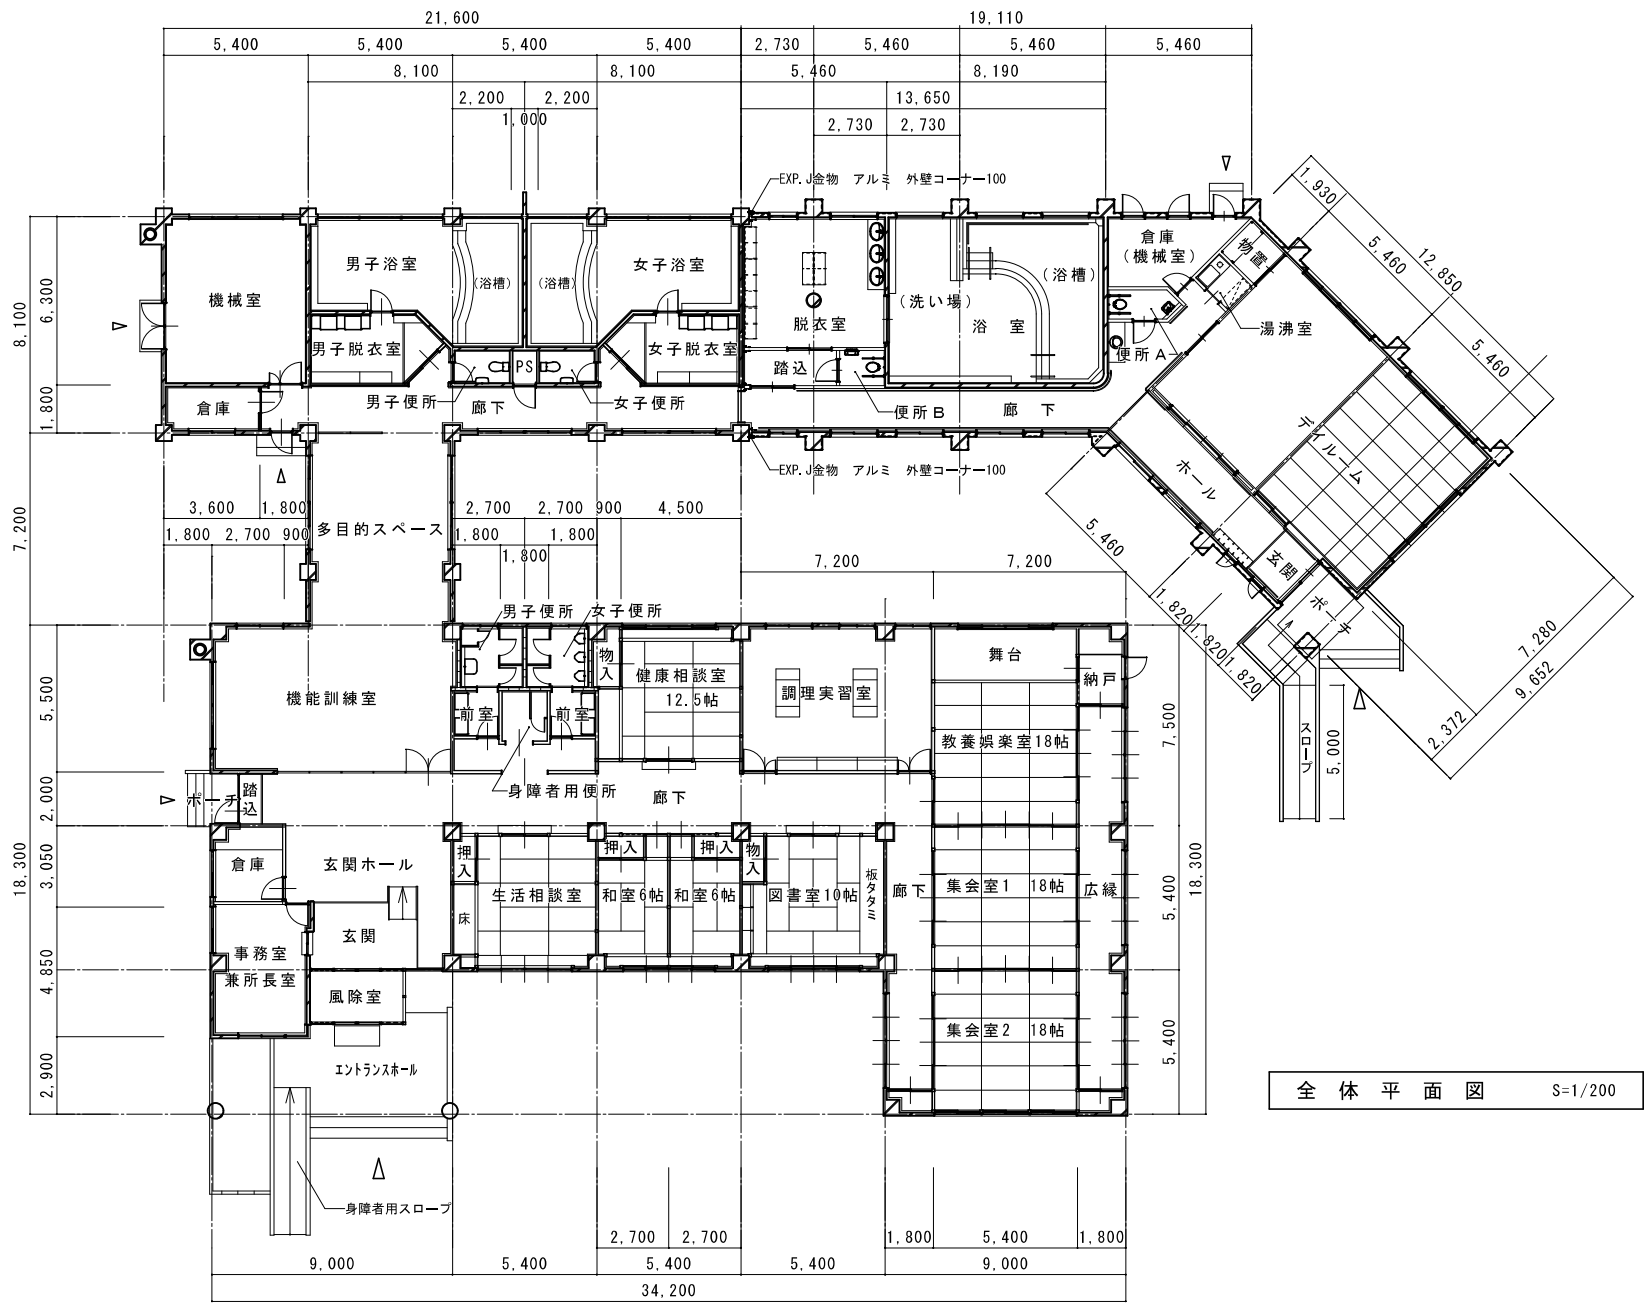 21,600
19,110
5,400
5,400
5,400
5,400
2,730
5,460
5,460
5,460
8,100
8,100
5,460
8,190
2,200
2,200
13,650
1,000
2,730
2,730
EXP.J金物 アルミ 外壁コーナー100
1,930
5,460
12,850
5,460
8,100
6,300
1,800
機械室
男子浴室
(浴槽)
(浴槽)
女子浴室
男子脱衣室
女子脱衣室
PS
脱衣室
踏込
(洗い場)
(浴槽)
浴 室
倉庫
(機械室)
物置
湯沸室
便所A
倉庫
男子便所
廊下
女子便所
便所B
廊 下
EXP.J金物 アルミ 外壁コーナー100
デイルーム
ホール
玄関
ポーチ
5,460
1,820
1,820
1,820
7,280
9,652
2,372
スロープ
5,000
7,200
3,600
1,800
1,800
2,700
900
多目的スペース
2,700
2,700
900
4,500
1,800
1,800
1,800
7,200
7,200
男子便所
女子便所
18,300
5,500
2,000
3,050
4,850
2,900
機能訓練室
前室
前室
物入
健康相談室
12.5帖
調理実習室
舞台
納戸
教養娯楽室18帖
7,500
18,300
5,400
5,400
身障者用便所
廊下
ポーチ
踏込
倉庫
玄関ホール
押入
床
生活相談室
押入
押入
和室6帖
和室6帖
物入
図書室10帖
板タタミ
廊下
集会室1 18帖
広縁
玄関
事務室
兼所長室
風除室
集会室2 18帖
エントランスホール
身障者用スロープ
全体平面図 S=1/200
2,700
2,700
1,800
5,400
1,800
9,000
5,400
5,400
5,400
9,000
34,200